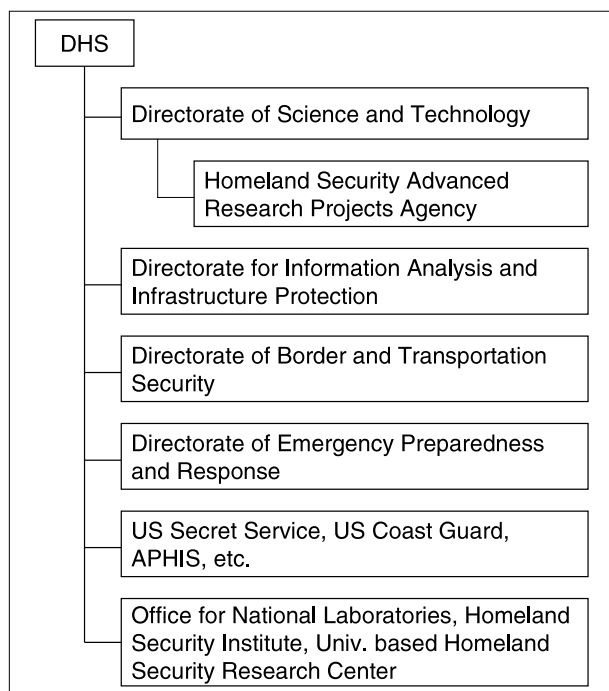 DHS
Directorate of Science and Technology
Homeland Security Advanced
Research Projects Agency
Directorate for Information Analysis and
Infrastructure Protection
Directorate of Border and Transportation
Security
Directorate of Emergency Preparedness
and Response
US Secret Service, US Coast Guard,
APHIS, etc.
Office for National Laboratories, Homeland
Security Institute, Univ. based Homeland
Security Research Center